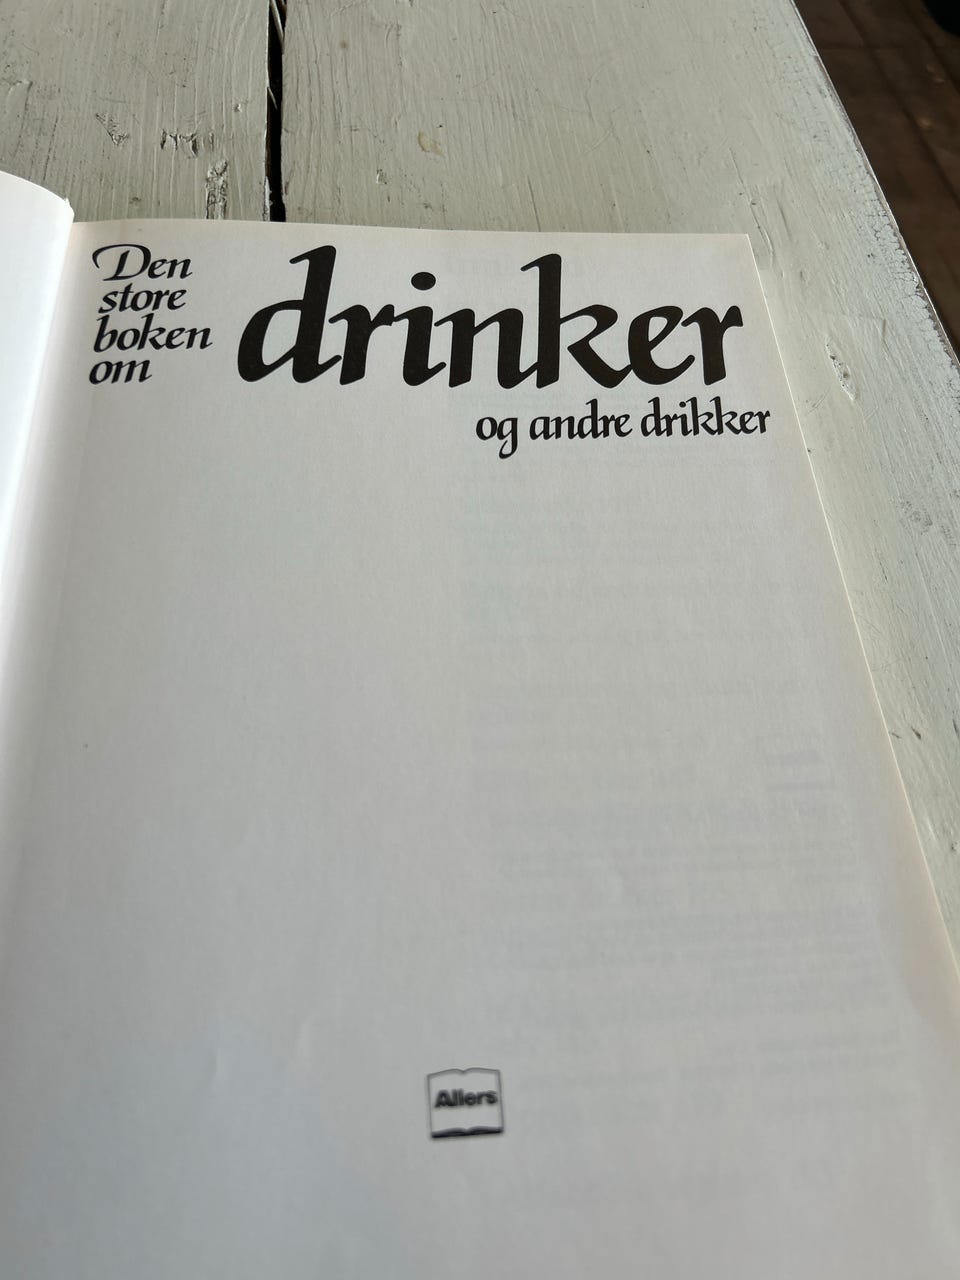 Den
store
boken
om
drinker
og andre drikker
Allers